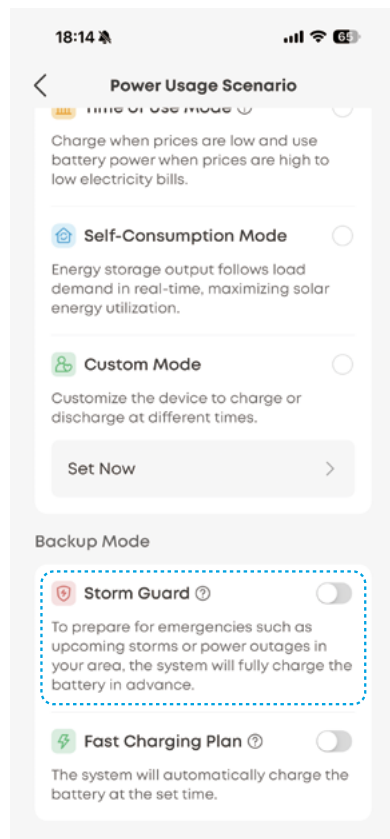 18:14
65
Power Usage Scenario
Time of Use Mode
Charge when prices are low and use
battery power when prices are high to
low electricity bills.
Self-Consumption Mode
Energy storage output follows load
demand in real-time, maximizing solar
energy utilization.
Custom Mode
Customize the device to charge or
discharge at different times.
Set Now
Backup Mode
Storm Guard ?
To prepare for emergencies such as
upcoming storms or power outages in
your area, the system will fully charge the
battery in advance.
Fast Charging Plan ?
The system will automatically charge the
battery at the set time.